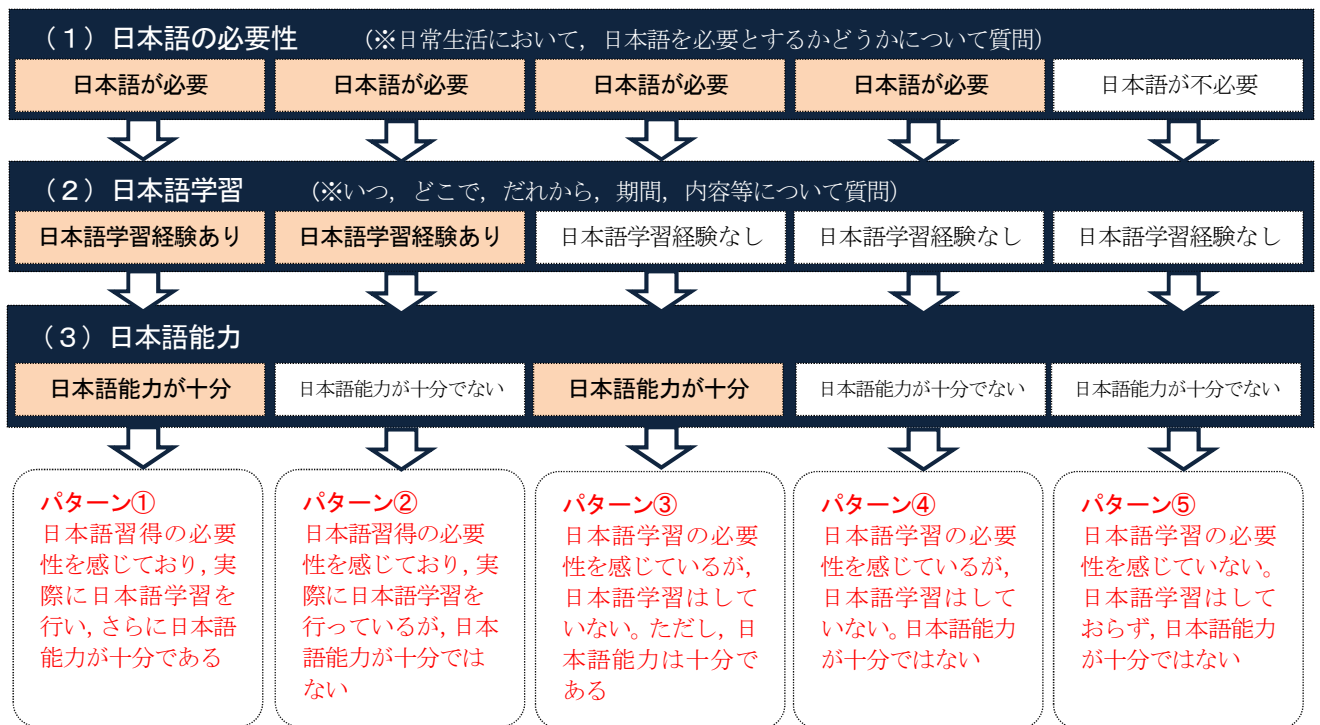 （１）日本語の必要性　（※日常生活において，日本語を必要とするかどうかについて質問）
日本語が必要　日本語が必要　日本語が必要　日本語が必要　日本語が不必要
（２）日本語学習　（※いつ，どこで，だれから，期間，内容等について質問）
日本語学習経験あり　日本語学習経験あり　日本語学習経験なし　日本語学習経験なし　日本語学習経験なし
（３）日本語能力
日本語能力が十分　日本語能力が十分でない　日本語能力が十分　日本語能力が十分でない　日本語能力が十分でない
パターン①
日本語習得の必要
性を感じており，実
際に日本語学習を
行い，さらに日本語
能力が十分である
パターン②
日本語習得の必要
性を感じており，実
際に日本語学習を
行っているが，日本
語能力が十分では
ない
パターン③
日本語学習の必要
性を感じているが，
日本語学習はして
いない。ただし，日
本語能力は十分で
ある
パターン④
日本語学習の必要
性を感じているが，
日本語学習はして
いない。日本語能力
が十分ではない
パターン⑤
日本語学習の必要
性を感じていない。
日本語学習はして
おらず，日本語能力
が十分ではない